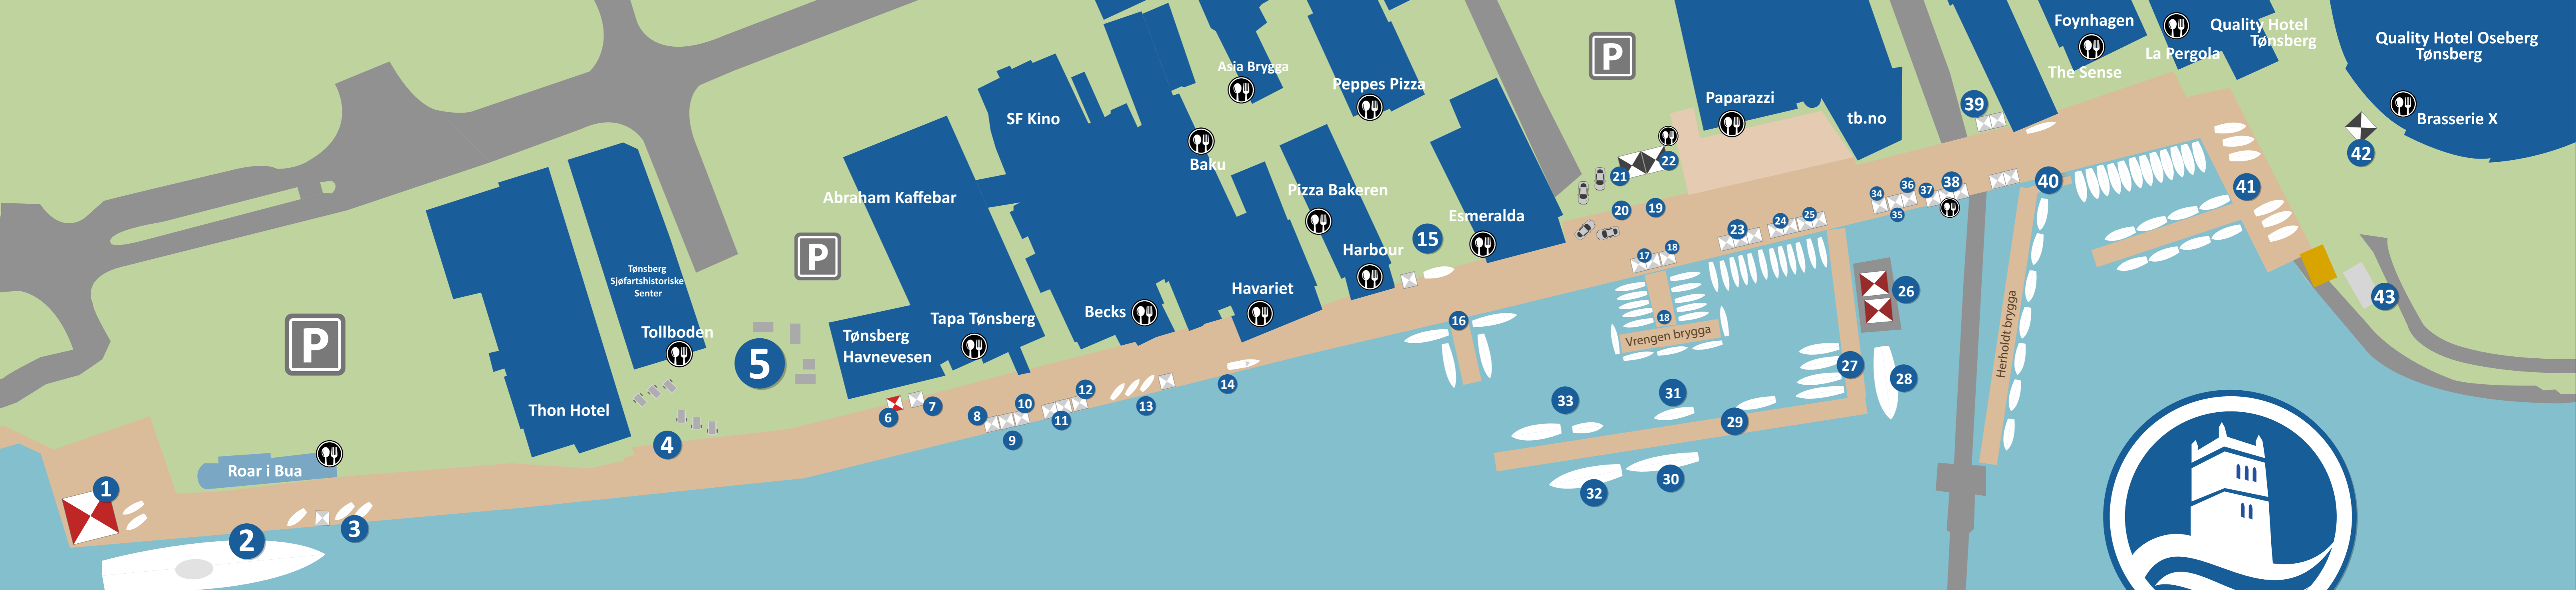 Foynhagen
Quality Hotel
Tønsberg
La Pergola
The Sense
Quality Hotel Oseberg
Tønsberg
Brasserie X
Asia Brygga
Peppes Pizza
P
Paparazzi
tb.no
39
42
SF Kino
Baku
22
21
Abraham Kaffebar
Pizza Bakeren
Esmeralda
20
19
34
36
37
38
35
40
41
15
Harbour
23
24
25
17
18
P
Tønsberg
Sjøfartshistoriske
Senter
Tollboden
Havariet
Becks
Tapa Tønsberg
Tønsberg
Havnevesen
16
18
Vrengen brygga
26
Herholdt brygga
43
P
5
27
28
14
13
12
11
10
9
8
7
6
33
31
29
30
32
Thon Hotel
4
Roar i Bua
1
2
3